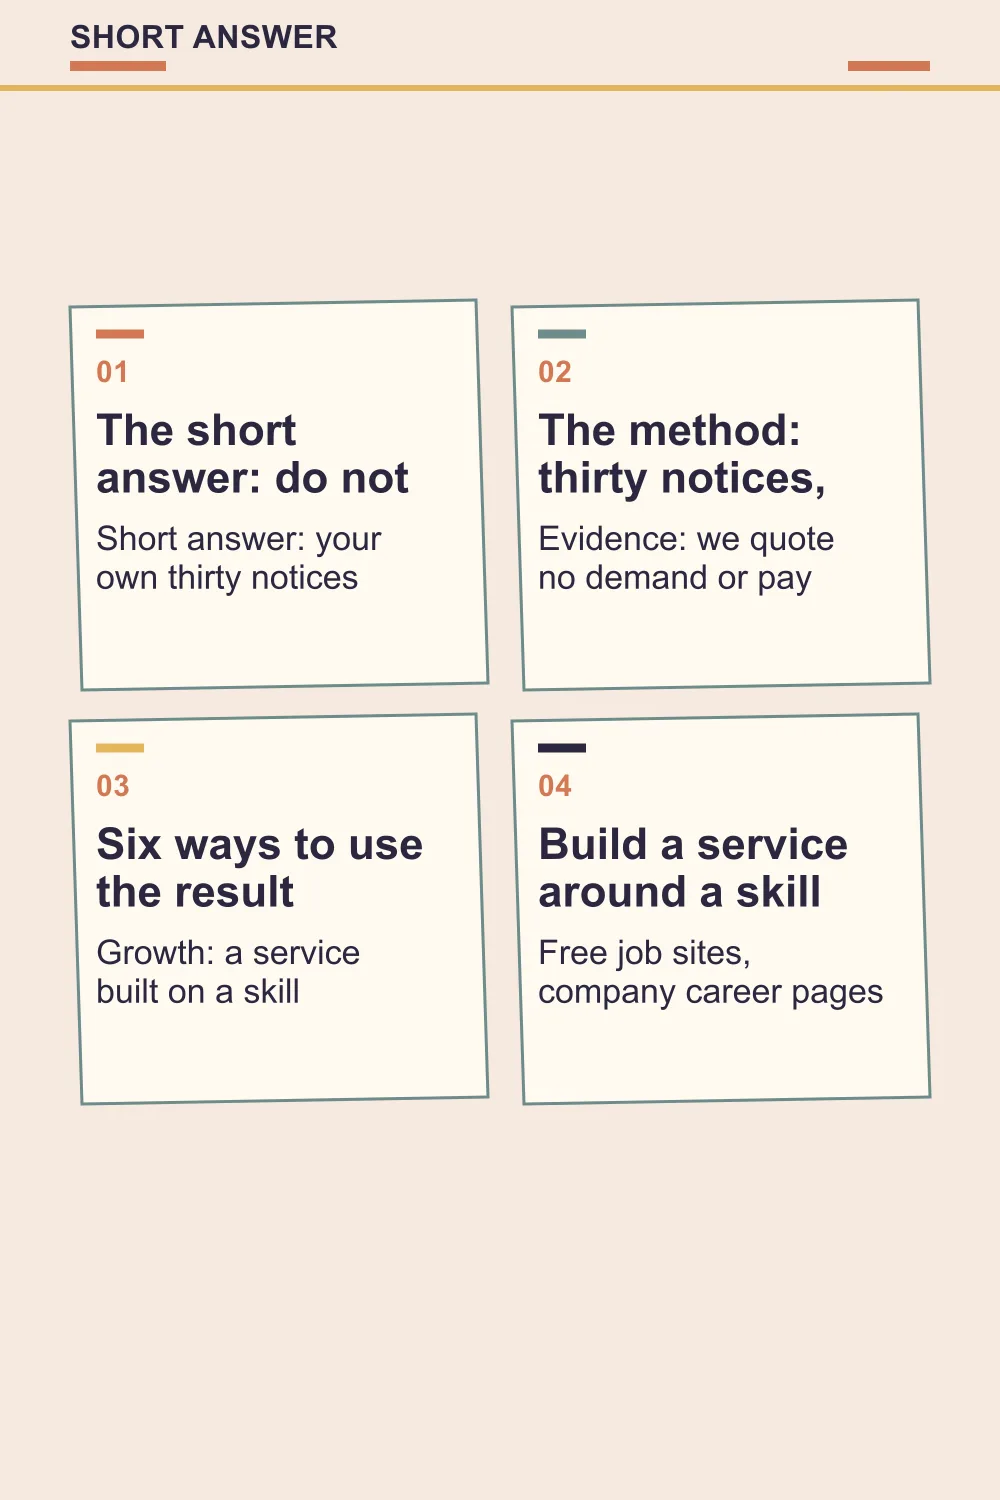 SHORT ANSWER
01
The short
answer: do not
Short answer: your
own thirty notices
02
The method:
thirty notices,
Evidence: we quote
no demand or pay
03
Six ways to use
the result
Growth: a service
built on a skill
04
Build a service
around a skill
Free job sites,
company career pages